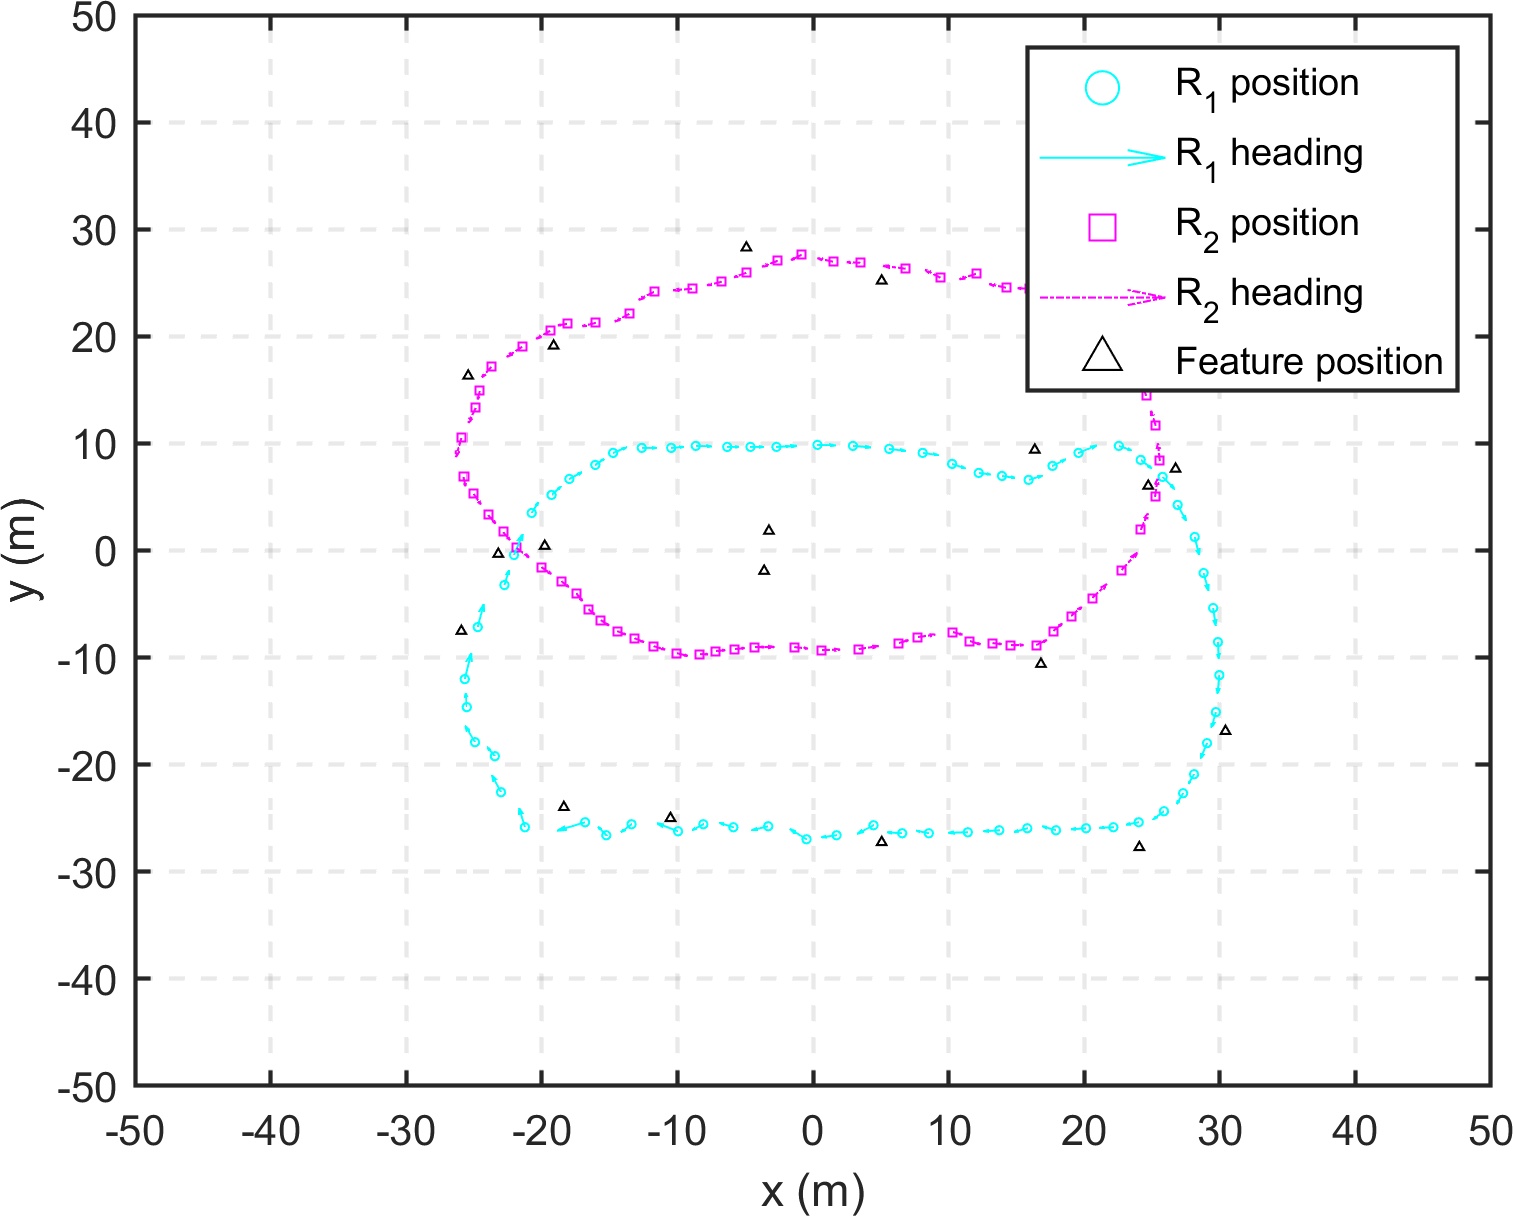 50
40
30
20
10
0
-10
-20
-30
-40
-50
-50 -40 -30 -20 -10 0 10 20 30 40 50
x (m)
y (m)
R1 position
R1 heading
R2 position
R2 heading
Feature position